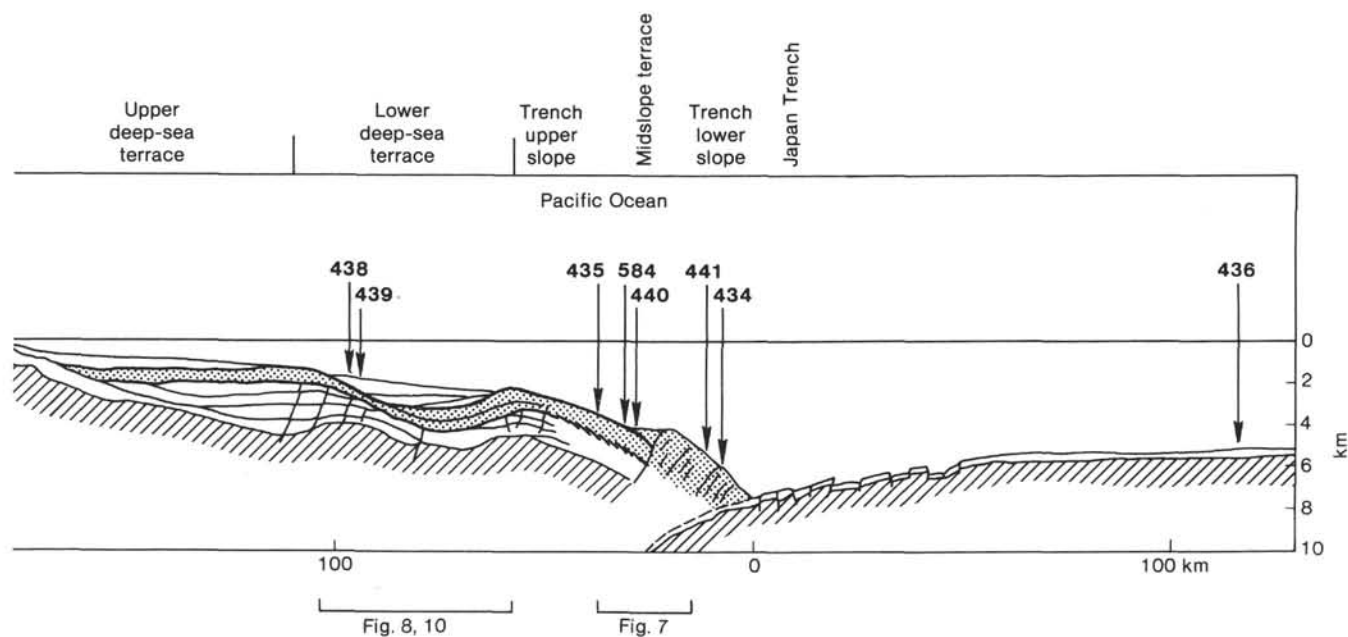 Upper
deep-sea
terrace
Lower
deep-sea
terrace
Trench
upper
slope
Midslope terrace
Trench
lower
slope
Japan Trench
Pacific Ocean
438
439
435
584
440
441
434
436
0
2
4
6
8
10
km
100
0
100 km
Fig. 8, 10
Fig. 7